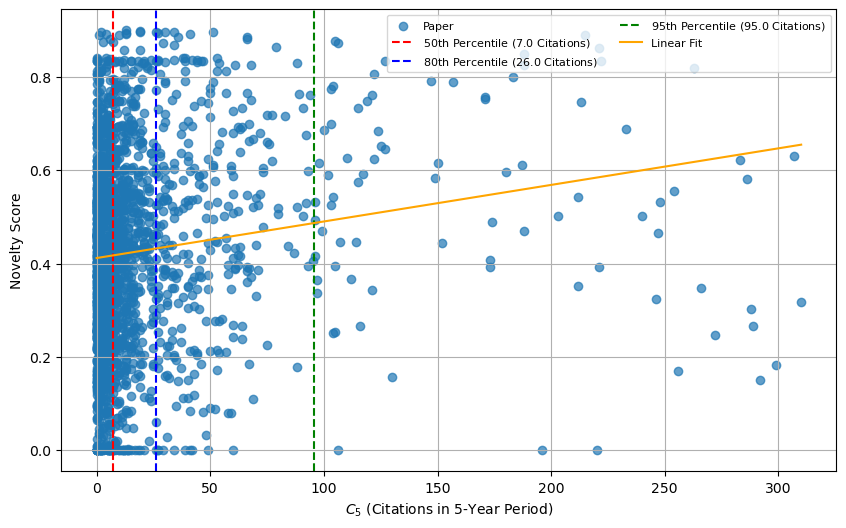 Paper
50th Percentile (7.0 Citations)
80th Percentile (26.0 Citations)
95th Percentile (95.0 Citations)
Linear Fit
Novelty Score
0.8
0.6
0.4
0.2
0.0
0
50
100
150
200
250
300
C5 (Citations in 5-Year Period)